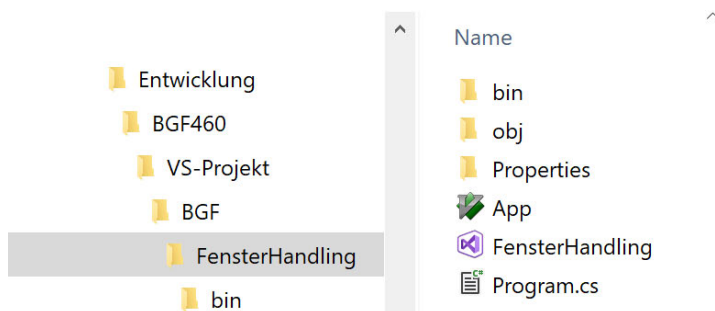 Entwicklung
BGF460
VS-Projekt
BGF
FensterHandling
bin
Name
bin
obj
Properties
App
FensterHandling
Program.cs